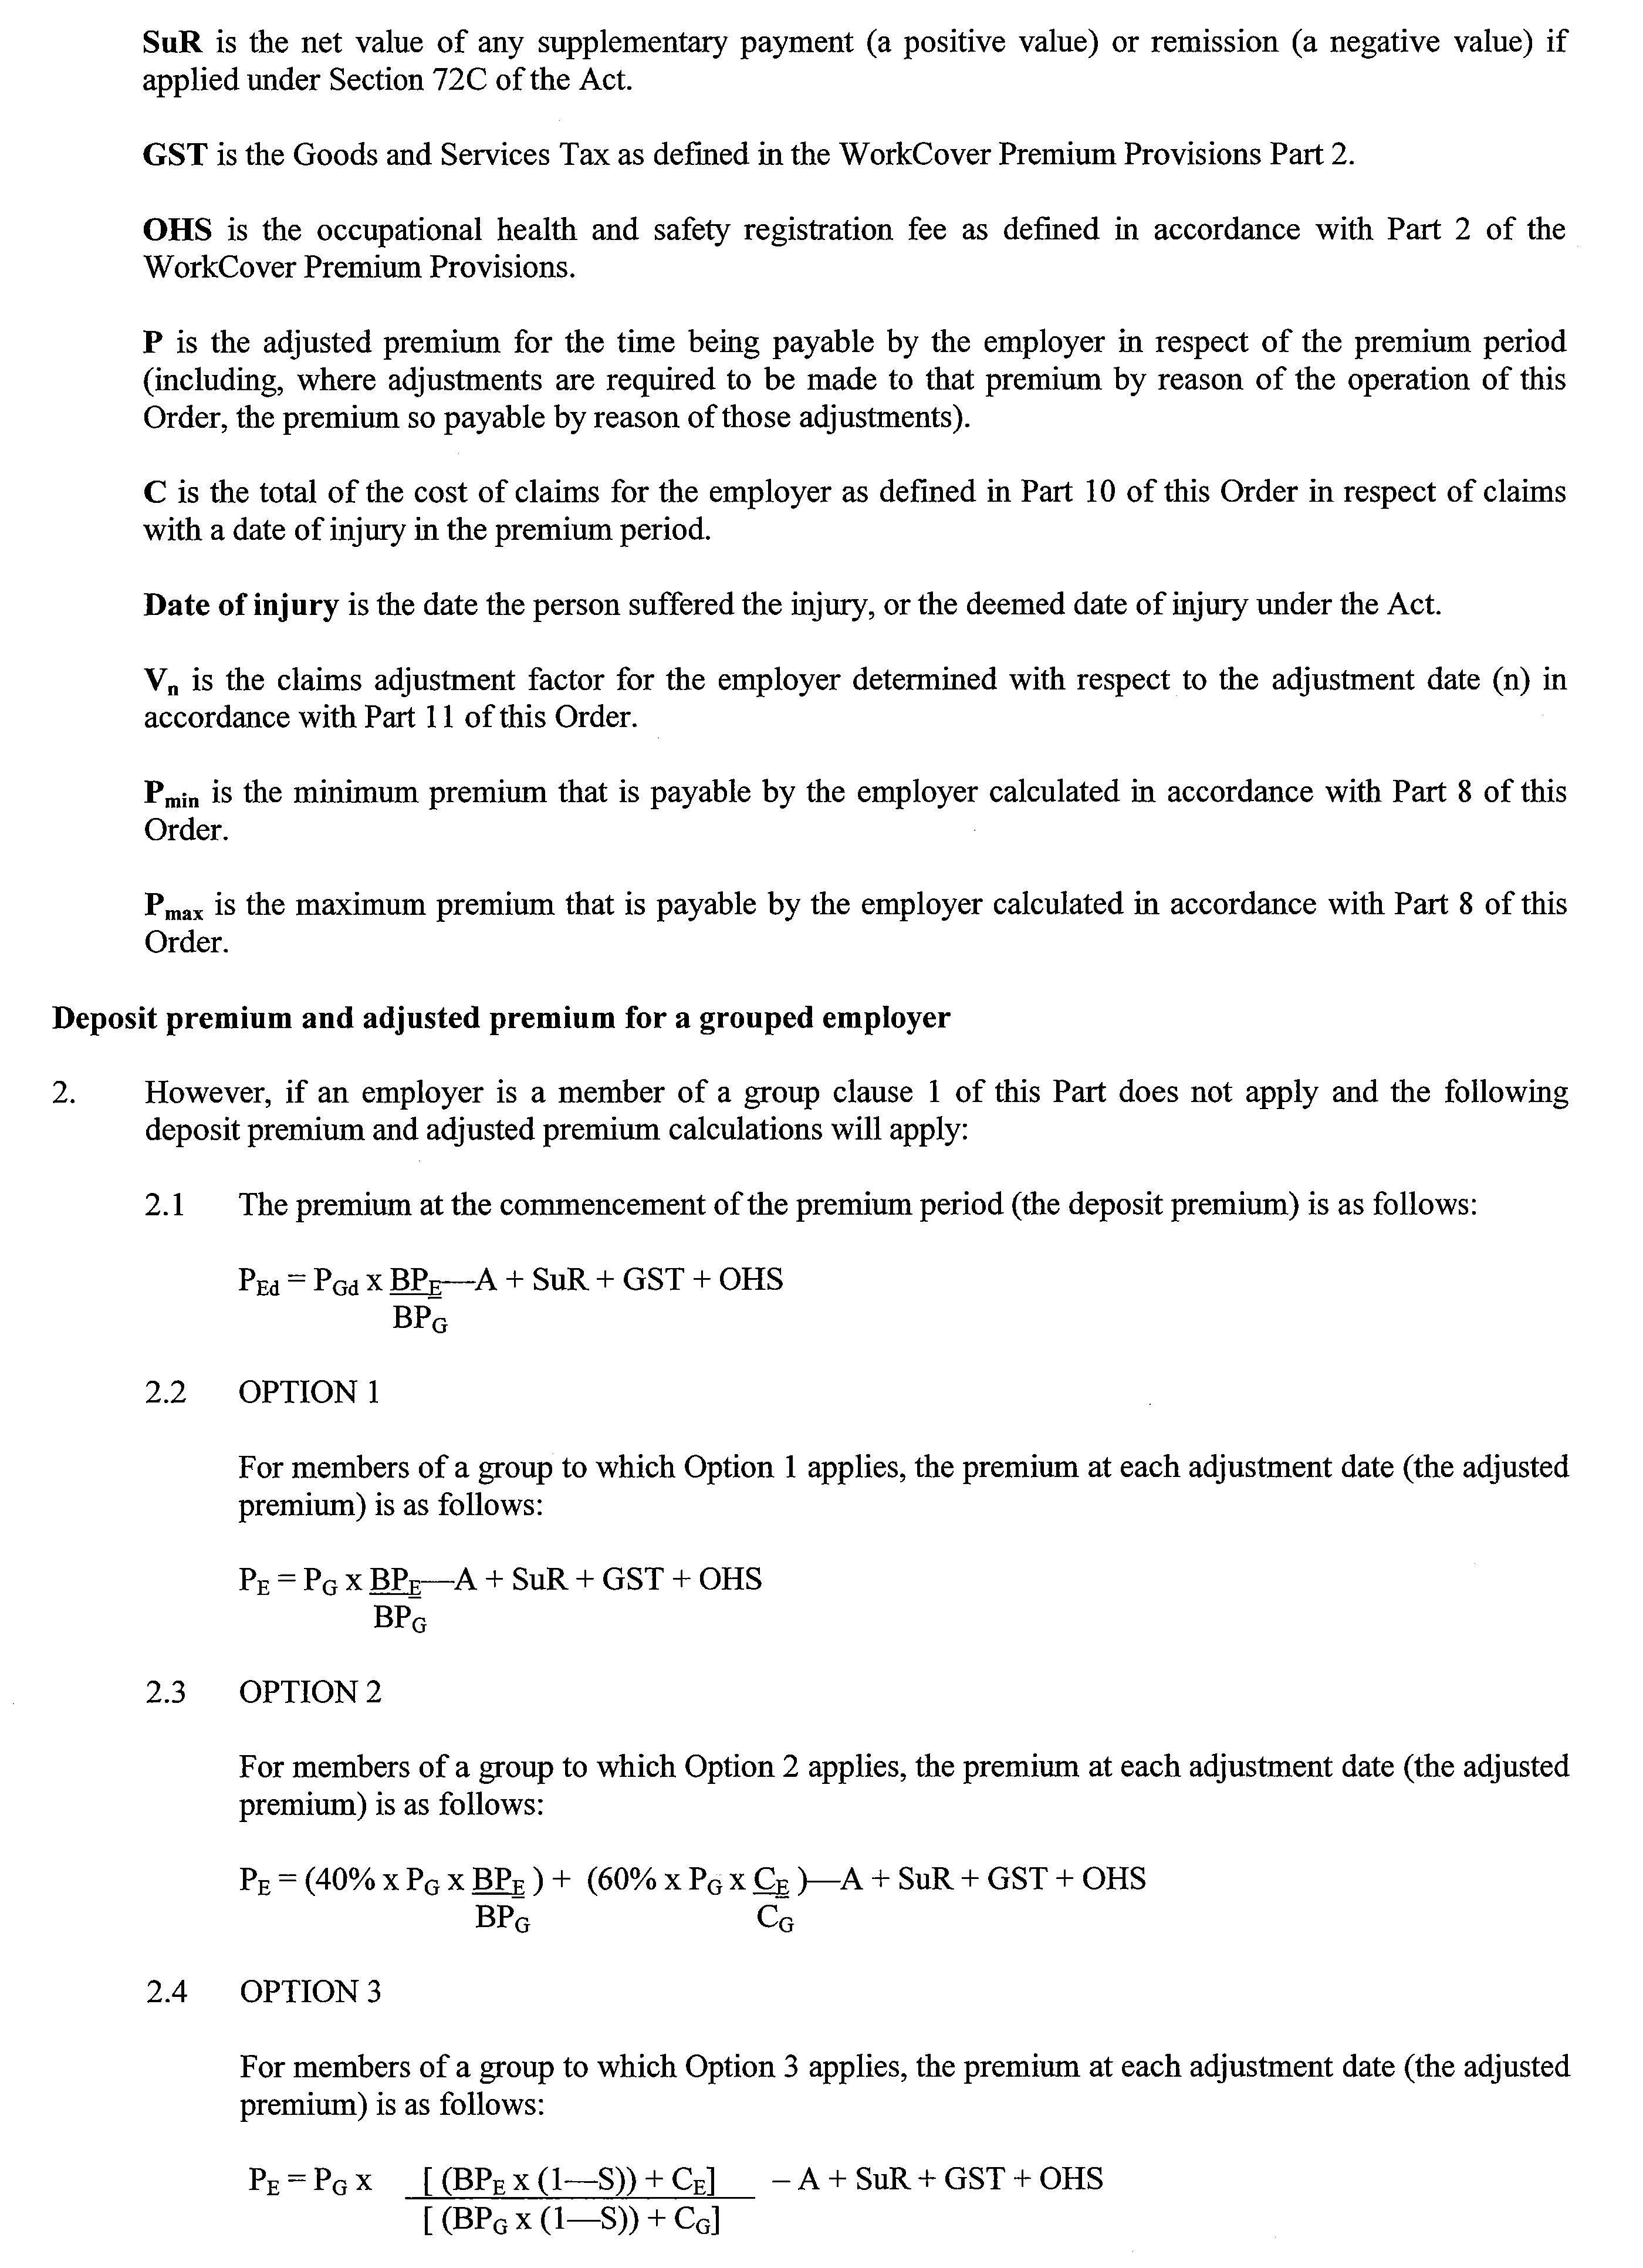 SuR is the net value of any supplementary payment (a positive value) or remission (a negative value) if
applied under Section 72C of the Act.
GST is the Goods and Services Tax as defined in the WorkCover Premium Provisions Part 2.
OHS is the occupational health and safety registration fee as defined in accordance with Part 2 of the
WorkCover Premium Provisions.
P is the adjusted premium for the time being payable by the employer in respect of the premium period
(including, where adjustments are required to be made to that premium by reason of the operation of this
Order, the premium so payable by reason of those adjustments).
C is the total of the cost of claims for the employer as defined in Part 10 of this Order in respect of claims
with a date of injury in the premium period.
Date of injury is the date the person suffered the injury, or the deemed date of injury under the Act.
Vn is the claims adjustment factor for the employer determined with respect to the adjustment date (n) in
accordance with Part 11 of this Order.
Pmin is the minimum premium that is payable by the employer calculated in accordance with Part 8 of this
Order.
Pmax is the maximum premium that is payable by the employer calculated in accordance with Part 8 of this
Order.
Deposit premium and adjusted premium for a grouped employer
2. However, if an employer is a member of a group clause 1 of this Part does not apply and the following
deposit premium and adjusted premium calculations will apply:
2.1 The premium at the commencement of the premium period (the deposit premium) is as follows:
PEd = PGd x BPE—A + SuR + GST + OHS
BPG
2.2 OPTION 1
For members of a group to which Option 1 applies, the premium at each adjustment date (the adjusted
premium) is as follows:
PE = PG x BPE—A + SuR + GST + OHS
BPG
2.3 OPTION 2
For members of a group to which Option 2 applies, the premium at each adjustment date (the adjusted
premium) is as follows:
PE = (40% x PG x BPE ) + (60% x PG x CE )—A + SuR + GST + OHS
BPG CG
2.4 OPTION 3
For members of a group to which Option 3 applies, the premium at each adjustment date (the adjusted
premium) is as follows:
PE = PG x [ (BPE x (1—S)) + CE] – A + SuR + GST + OHS
[ (BPG x (1—S)) + CG]